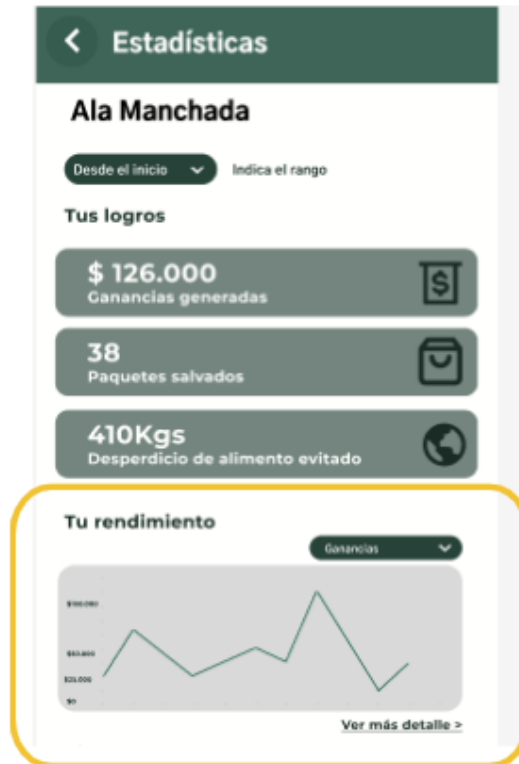 Estadísticas
Ala Manchada
Desde el inicio
Indica el rango
Tus logros
$ 126.000
Ganancias generadas
38
Paquetes salvados
410Kgs
Desperdicio de alimento evitado
Tu rendimiento
Ganancias
$100.000
$50.000
$25.000
$0
Ver más detalle >